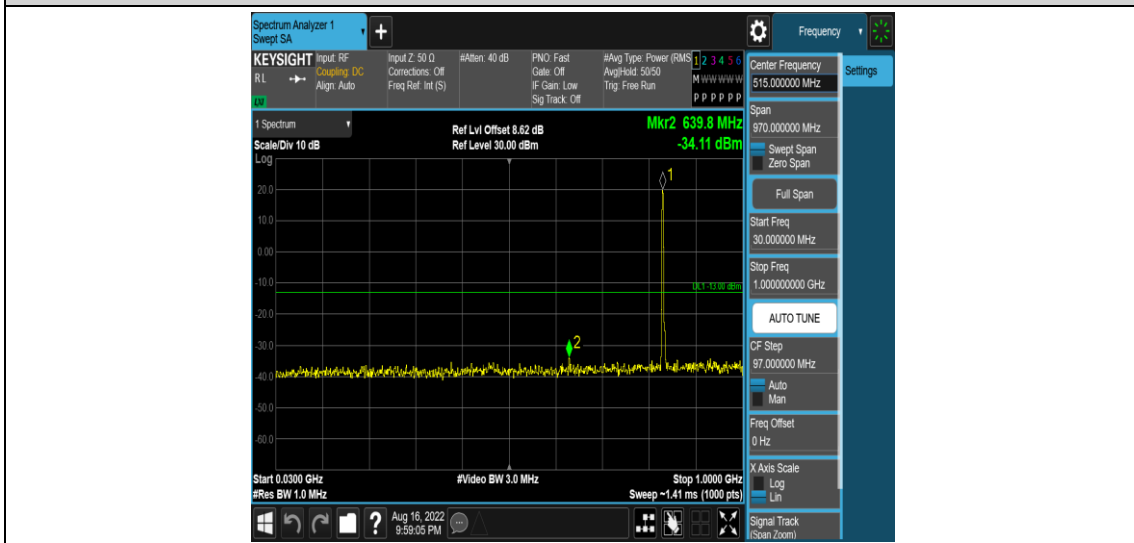 Spectrum Analyzer 1
Swept SA
+
Frequency
KEYSIGHT
RL
LXI
Input: RF
Coupling: DC
Align: Auto
Input Z: 50 Ω
Corrections: Off
Freq Ref: Int (S)
#Atten: 40 dB
PNO: Fast
Gate: Off
IF Gain: Low
Sig Track: Off
#Avg Type: Power (RMS
Avg|Hold: 50/50
Trig: Free Run
1 2 3 4 5 6
M W W W W W
P P P P P P
1 Spectrum
Scale/Div 10 dB
Ref Lvl Offset 8.62 dB
Ref Level 30.00 dBm
Mkr2 639.8 MHz
-34.11 dBm
Log
20.0
10.0
0.00
-10.0
-20.0
-30.0
-40.0
-50.0
-60.0
1
DL1 -13.00 dBm
2
Start 0.0300 GHz
#Res BW 1.0 MHz
#Video BW 3.0 MHz
Stop 1.0000 GHz
Sweep ~1.41 ms (1000 pts)
?
Aug 16, 2022
9:59:05 PM
Center Frequency
515.000000 MHz
Settings
Span
970.000000 MHz
Swept Span
Zero Span
Full Span
Start Freq
30.000000 MHz
Stop Freq
1.000000000 GHz
AUTO TUNE
CF Step
97.000000 MHz
Auto
Man
Freq Offset
0 Hz
X Axis Scale
Log
Lin
Signal Track
(Span Zoom)